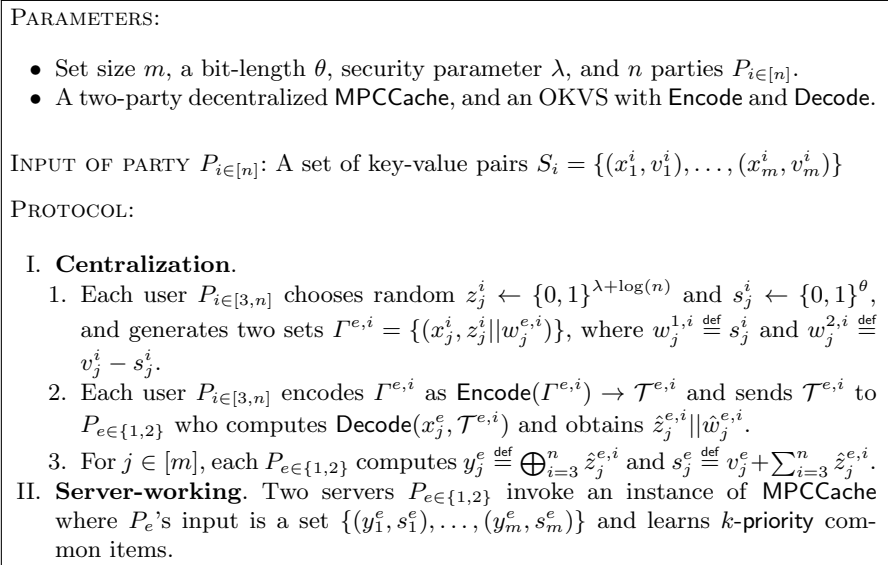 PARAMETERS:
• Set size m, a bit-length θ, security parameter λ, and n parties P_{i∈[n]}.
• A two-party decentralized MPCCache, and an OKVS with Encode and Decode.
INPUT OF PARTY P_{i∈[n]}: A set of key-value pairs S_i = {(x_1^i, v_1^i), . . . , (x_m^i, v_m^i)}
PROTOCOL:
I. Centralization.
1. Each user P_{i∈[3,n]} chooses random z_j^i ← {0, 1}^{λ+log(n)} and s_j^i ← {0, 1}^θ,
and generates two sets Γ^{e,i} = {(x_j^i, z_j^i||w_j^{e,i})}, where w_j^{1,i} ≝ s_j^i and w_j^{2,i} ≝
v_j^i − s_j^i.
2. Each user P_{i∈[3,n]} encodes Γ^{e,i} as Encode(Γ^{e,i}) → 𝒯^{e,i} and sends 𝒯^{e,i} to
P_{e∈{1,2}} who computes Decode(x_j^e, 𝒯^{e,i}) and obtains ẑ_j^{e,i}||ŵ_j^{e,i}.
3. For j ∈ [m], each P_{e∈{1,2}} computes y_j^e ≝ ⨁_{i=3}^n ẑ_j^{e,i} and s_j^e ≝ v_j^e+∑_{i=3}^n ẑ_j^{e,i}.
II. Server-working. Two servers P_{e∈{1,2}} invoke an instance of MPCCache
where P_e's input is a set {(y_1^e, s_1^e), . . . , (y_m^e, s_m^e)} and learns k-priority com-
mon items.